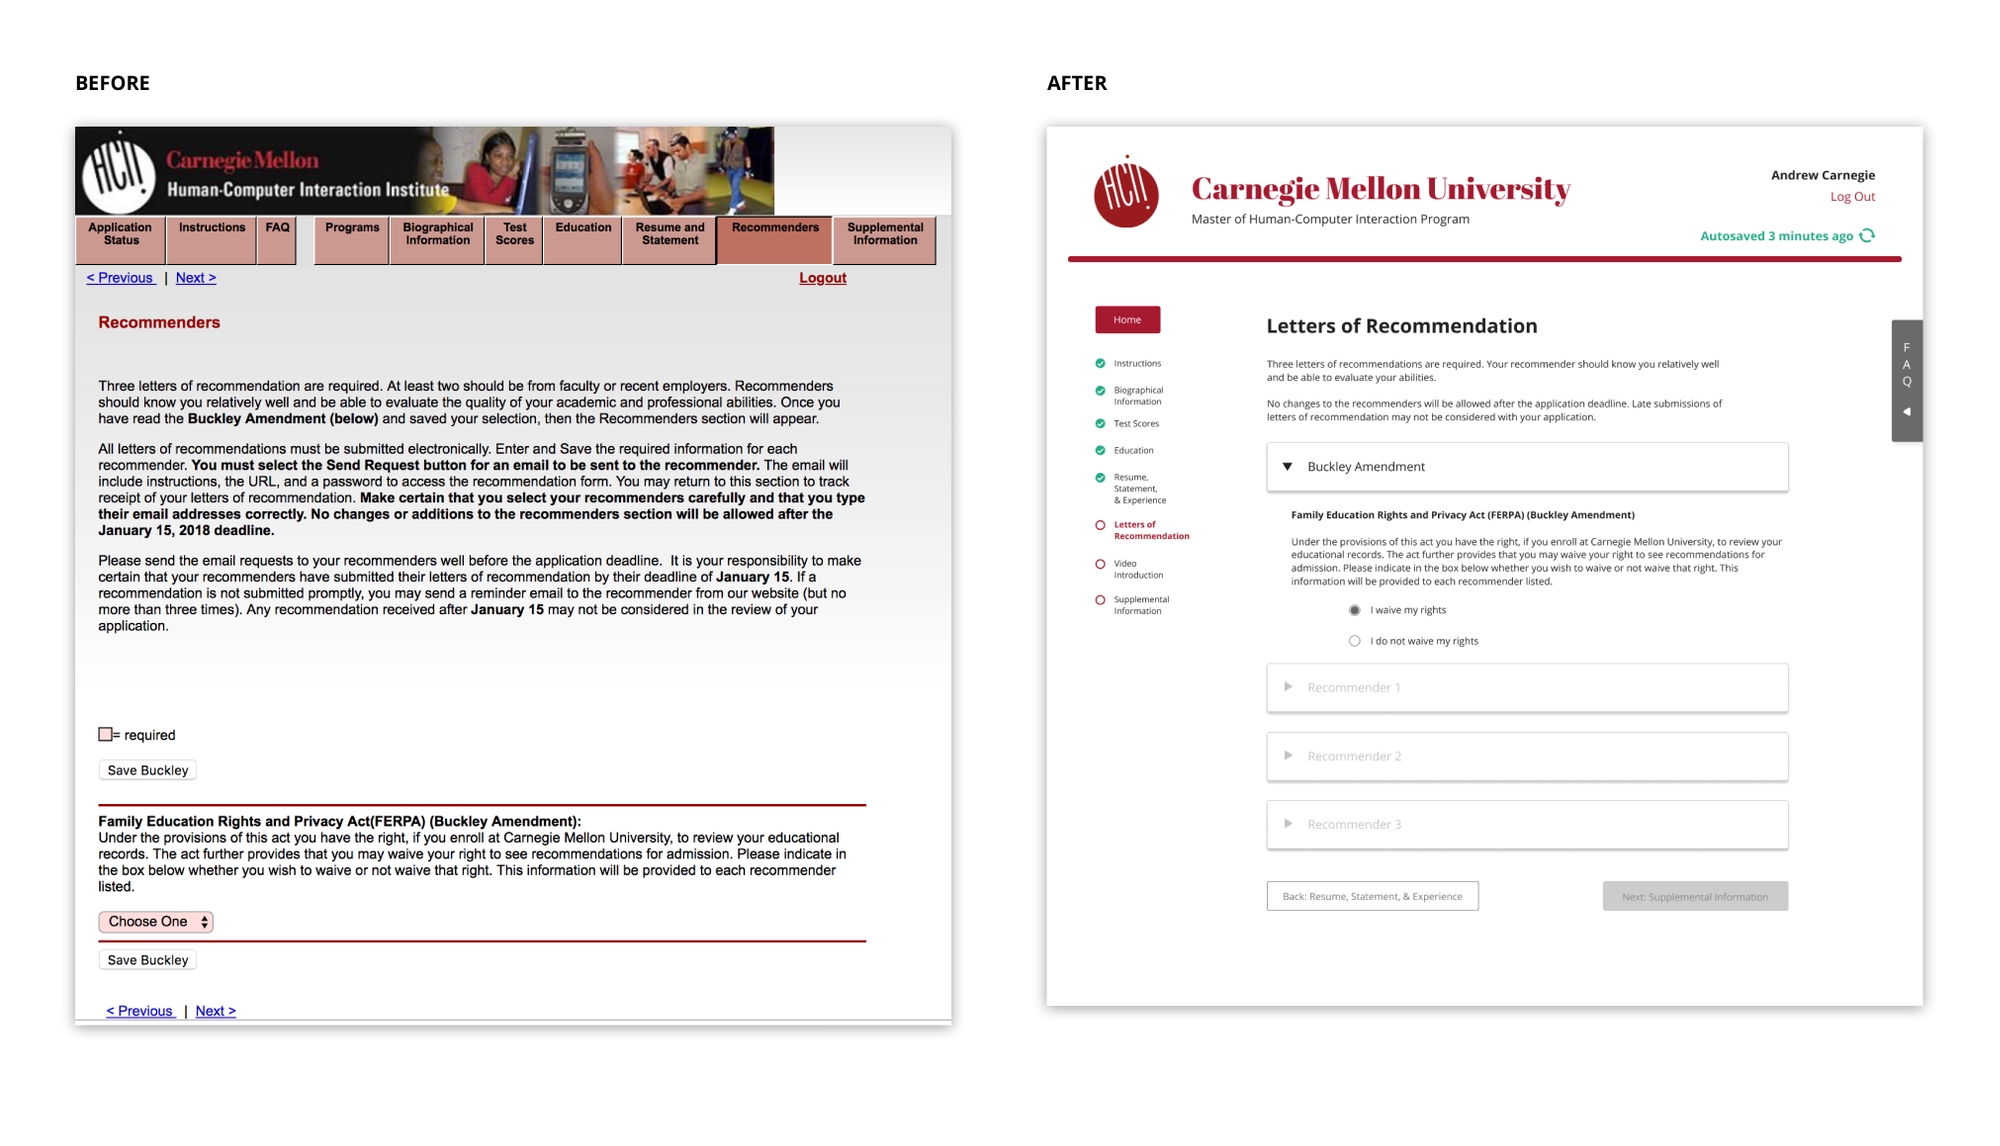 BEFORE
HCII
Carnegie Mellon
Human-Computer Interaction Institute
Application
Status
Instructions
FAQ
Programs
Biographical
Information
Test
Scores
Education
Resume and
Statement
Recommenders
Supplemental
Information
< Previous | Next >
Logout
Recommenders
Three letters of recommendation are required. At least two should be from faculty or recent employers. Recommenders
should know you relatively well and be able to evaluate the quality of your academic and professional abilities. Once you
have read the Buckley Amendment (below) and saved your selection, then the Recommenders section will appear.
All letters of recommendations must be submitted electronically. Enter and Save the required information for each
recommender. You must select the Send Request button for an email to be sent to the recommender. The email will
include instructions, the URL, and a password to access the recommendation form. You may return to this section to track
receipt of your letters of recommendation. Make certain that you select your recommenders carefully and that you type
their email addresses correctly. No changes or additions to the recommenders section will be allowed after the
January 15, 2018 deadline.
Please send the email requests to your recommenders well before the application deadline. It is your responsibility to make
certain that your recommenders have submitted their letters of recommendation by their deadline of January 15. If a
recommendation is not submitted promptly, you may send a reminder email to the recommender from our website (but no
more than three times). Any recommendation received after January 15 may not be considered in the review of your
application.
= required
Save Buckley
Family Education Rights and Privacy Act(FERPA) (Buckley Amendment):
Under the provisions of this act you have the right, if you enroll at Carnegie Mellon University, to review your educational
records. The act further provides that you may waive your right to see recommendations for admission. Please indicate in
the box below whether you wish to waive or not waive that right. This information will be provided to each recommender
listed.
Choose One
Save Buckley
< Previous | Next >
AFTER
HCII
Carnegie Mellon University
Master of Human-Computer Interaction Program
Andrew Carnegie
Log Out
Autosaved 3 minutes ago
Home
Instructions
Biographical
Information
Test Scores
Education
Resume,
Statement,
& Experience
Letters of
Recommendation
Video
Introduction
Supplemental
Information
Letters of Recommendation
Three letters of recommendations are required. Your recommender should know you relatively well
and be able to evaluate your abilities.
No changes to the recommenders will be allowed after the application deadline. Late submissions of
letters of recommendation may not be considered with your application.
Buckley Amendment
Family Education Rights and Privacy Act (FERPA) (Buckley Amendment)
Under the provisions of this act you have the right, if you enroll at Carnegie Mellon University, to review your
educational records. The act further provides that you may waive your right to see recommendations for
admission. Please indicate in the box below whether you wish to waive or not waive that right. This
information will be provided to each recommender listed.
I waive my rights
I do not waive my rights
Recommender 1
Recommender 2
Recommender 3
Back: Resume, Statement, & Experience
Next: Supplemental Information
F
A
Q